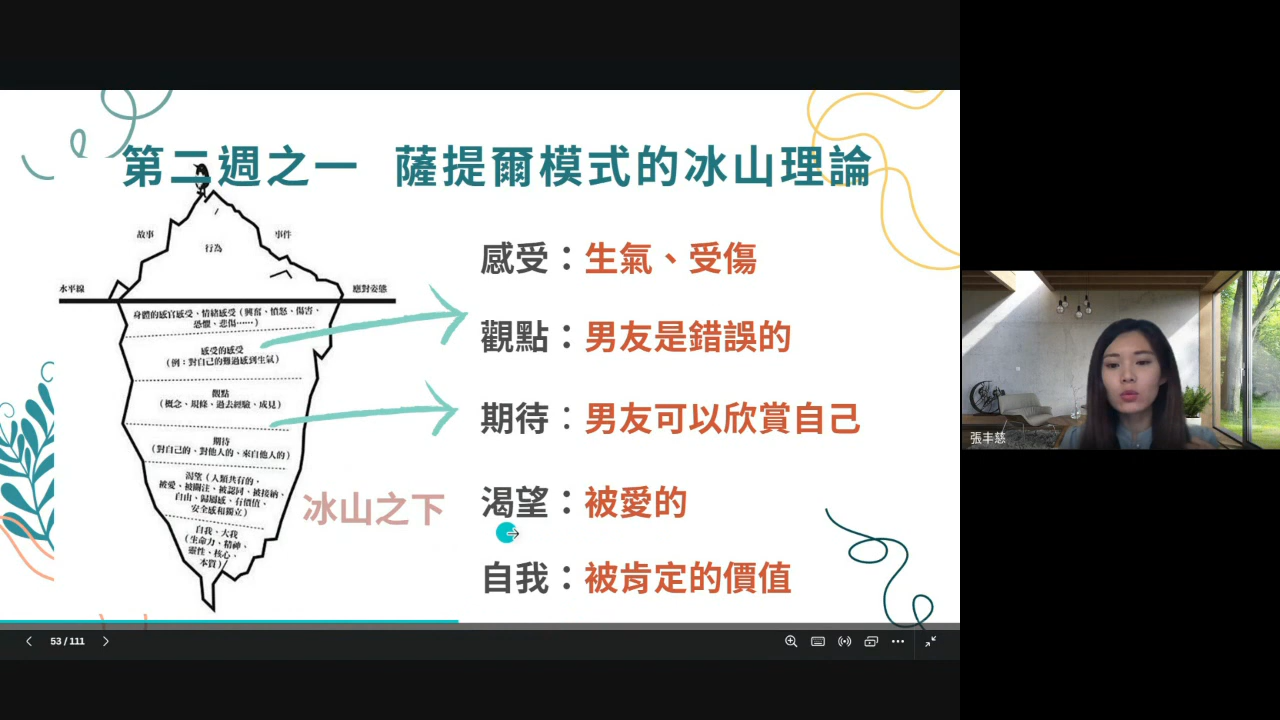 第二週之一 薩提爾模式的冰山理論
故事
事件
行為
水平線
應對姿態
身體的感官感受、情緒感受（興奮、憤怒、傷害、
恐懼、悲傷……）
感受的感受
（例：對自己的難過感到生氣）
觀點
（概念、規條、過去經驗、成見）
期待
（對自己的、對他人的、來自他人的）
渴望（人類共有的，
被愛、被關注、被認同、被接納、
自由、歸屬感、有價值、
安全感和獨立）
自我、大我
（生命力、精神、
靈性、核心、
本質）
冰山之下
感受：生氣、受傷
觀點：男友是錯誤的
期待：男友可以欣賞自己
渴望：被愛的
自我：被肯定的價值
53 / 111
張丰慈